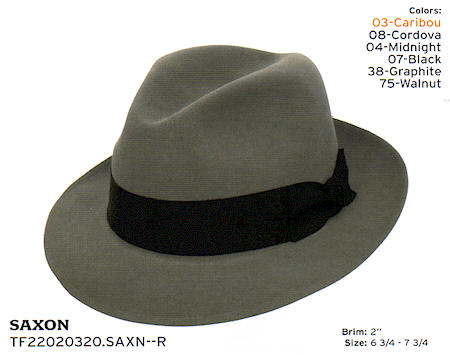 Colors:
03-Caribou
08-Cordova
04-Midnight
07-Black
38-Graphite
75-Walnut
SAXON
TF22020320.SAXN--R
Brim: 2"
Size: 6 3/4 - 7 3/4